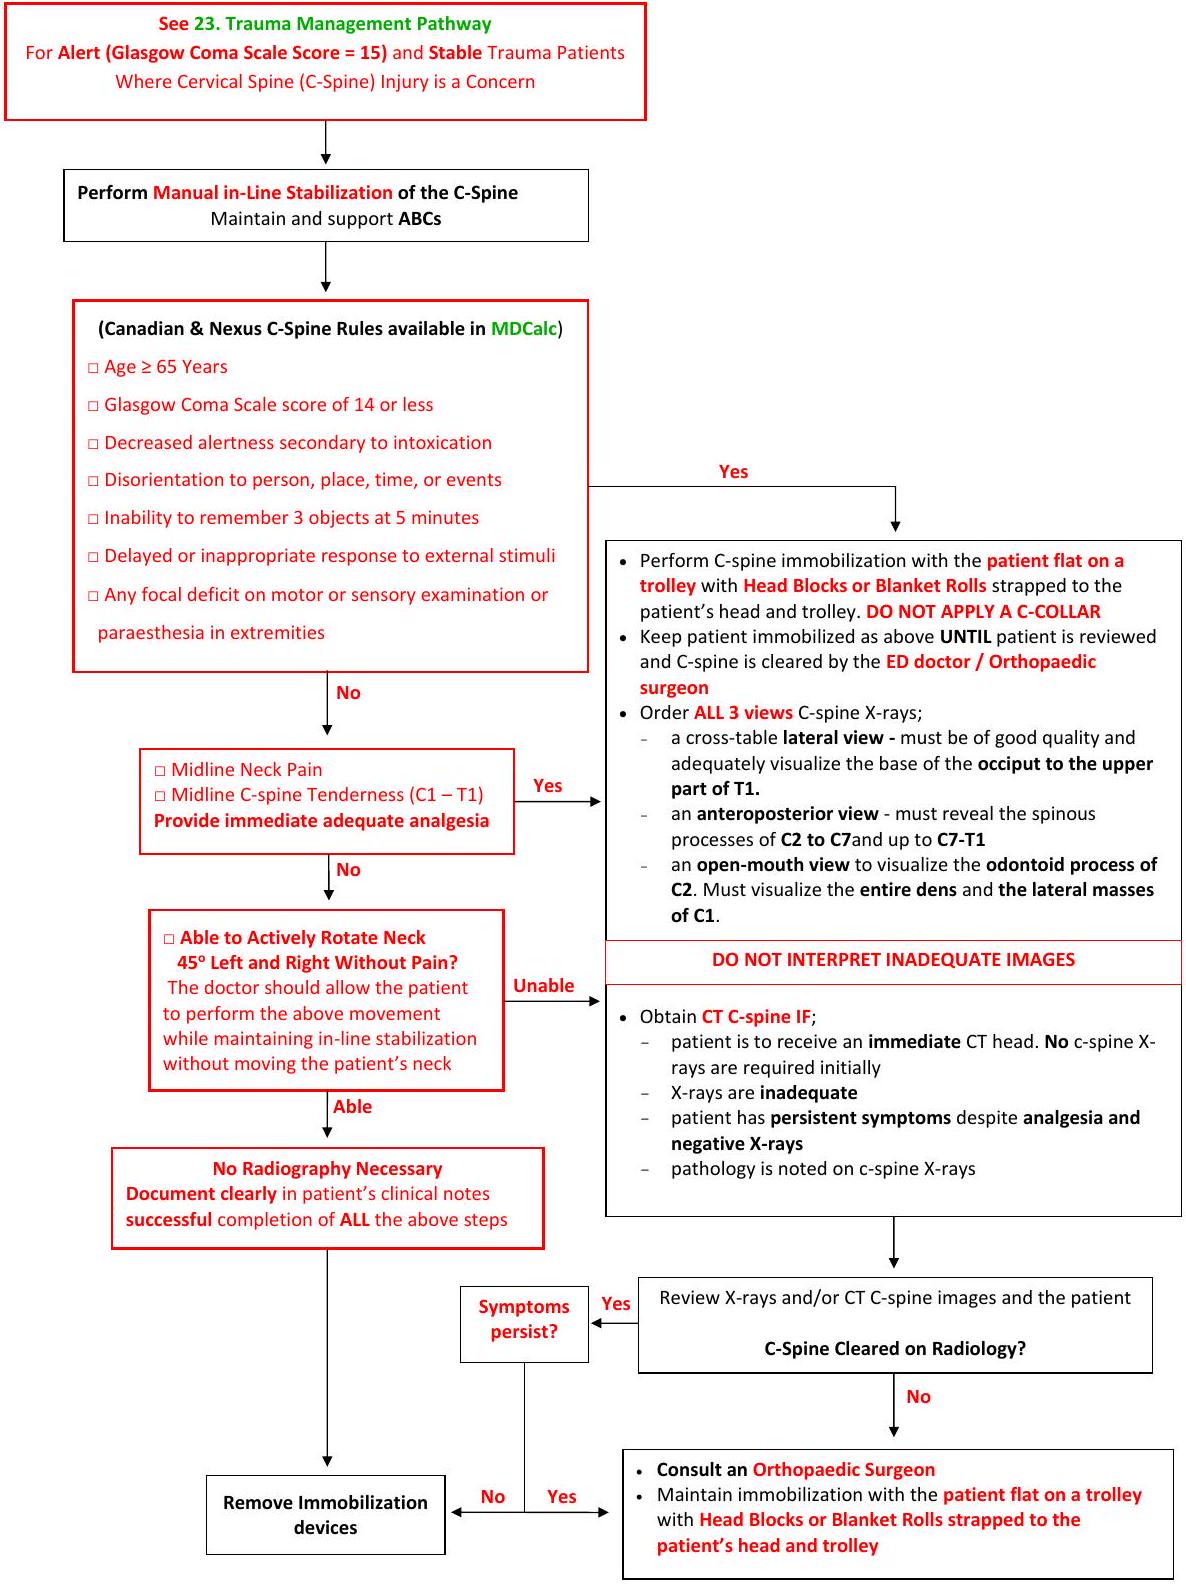 See 23. Trauma Management Pathway
For Alert (Glasgow Coma Scale Score = 15) and Stable Trauma Patients
Where Cervical Spine (C-Spine) Injury is a Concern
Perform Manual in-Line Stabilization of the C-Spine
Maintain and support ABCs
(Canadian & Nexus C-Spine Rules available in MDCalc)
□ Age ≥ 65 Years
□ Glasgow Coma Scale score of 14 or less
□ Decreased alertness secondary to intoxication
□ Disorientation to person, place, time, or events
□ Inability to remember 3 objects at 5 minutes
□ Delayed or inappropriate response to external stimuli
□ Any focal deficit on motor or sensory examination or
paraesthesia in extremities
Yes
No
□ Midline Neck Pain
□ Midline C-spine Tenderness (C1 – T1)
Provide immediate adequate analgesia
Yes
No
□ Able to Actively Rotate Neck
45º Left and Right Without Pain?
The doctor should allow the patient
to perform the above movement
while maintaining in-line stabilization
without moving the patient's neck
Unable
Able
No Radiography Necessary
Document clearly in patient's clinical notes
successful completion of ALL the above steps
• Perform C-spine immobilization with the patient flat on a
trolley with Head Blocks or Blanket Rolls strapped to the
patient's head and trolley. DO NOT APPLY A C-COLLAR
• Keep patient immobilized as above UNTIL patient is reviewed
and C-spine is cleared by the ED doctor / Orthopaedic
surgeon
• Order ALL 3 views C-spine X-rays;
− a cross-table lateral view - must be of good quality and
adequately visualize the base of the occiput to the upper
part of T1.
− an anteroposterior view - must reveal the spinous
processes of C2 to C7and up to C7-T1
− an open-mouth view to visualize the odontoid process of
C2. Must visualize the entire dens and the lateral masses
of C1.
DO NOT INTERPRET INADEQUATE IMAGES
• Obtain CT C-spine IF;
− patient is to receive an immediate CT head. No c-spine X-
rays are required initially
− X-rays are inadequate
− patient has persistent symptoms despite analgesia and
negative X-rays
− pathology is noted on c-spine X-rays
Review X-rays and/or CT C-spine images and the patient
C-Spine Cleared on Radiology?
Yes
Symptoms
persist?
No
No
Yes
Remove Immobilization
devices
• Consult an Orthopaedic Surgeon
• Maintain immobilization with the patient flat on a trolley
with Head Blocks or Blanket Rolls strapped to the
patient's head and trolley